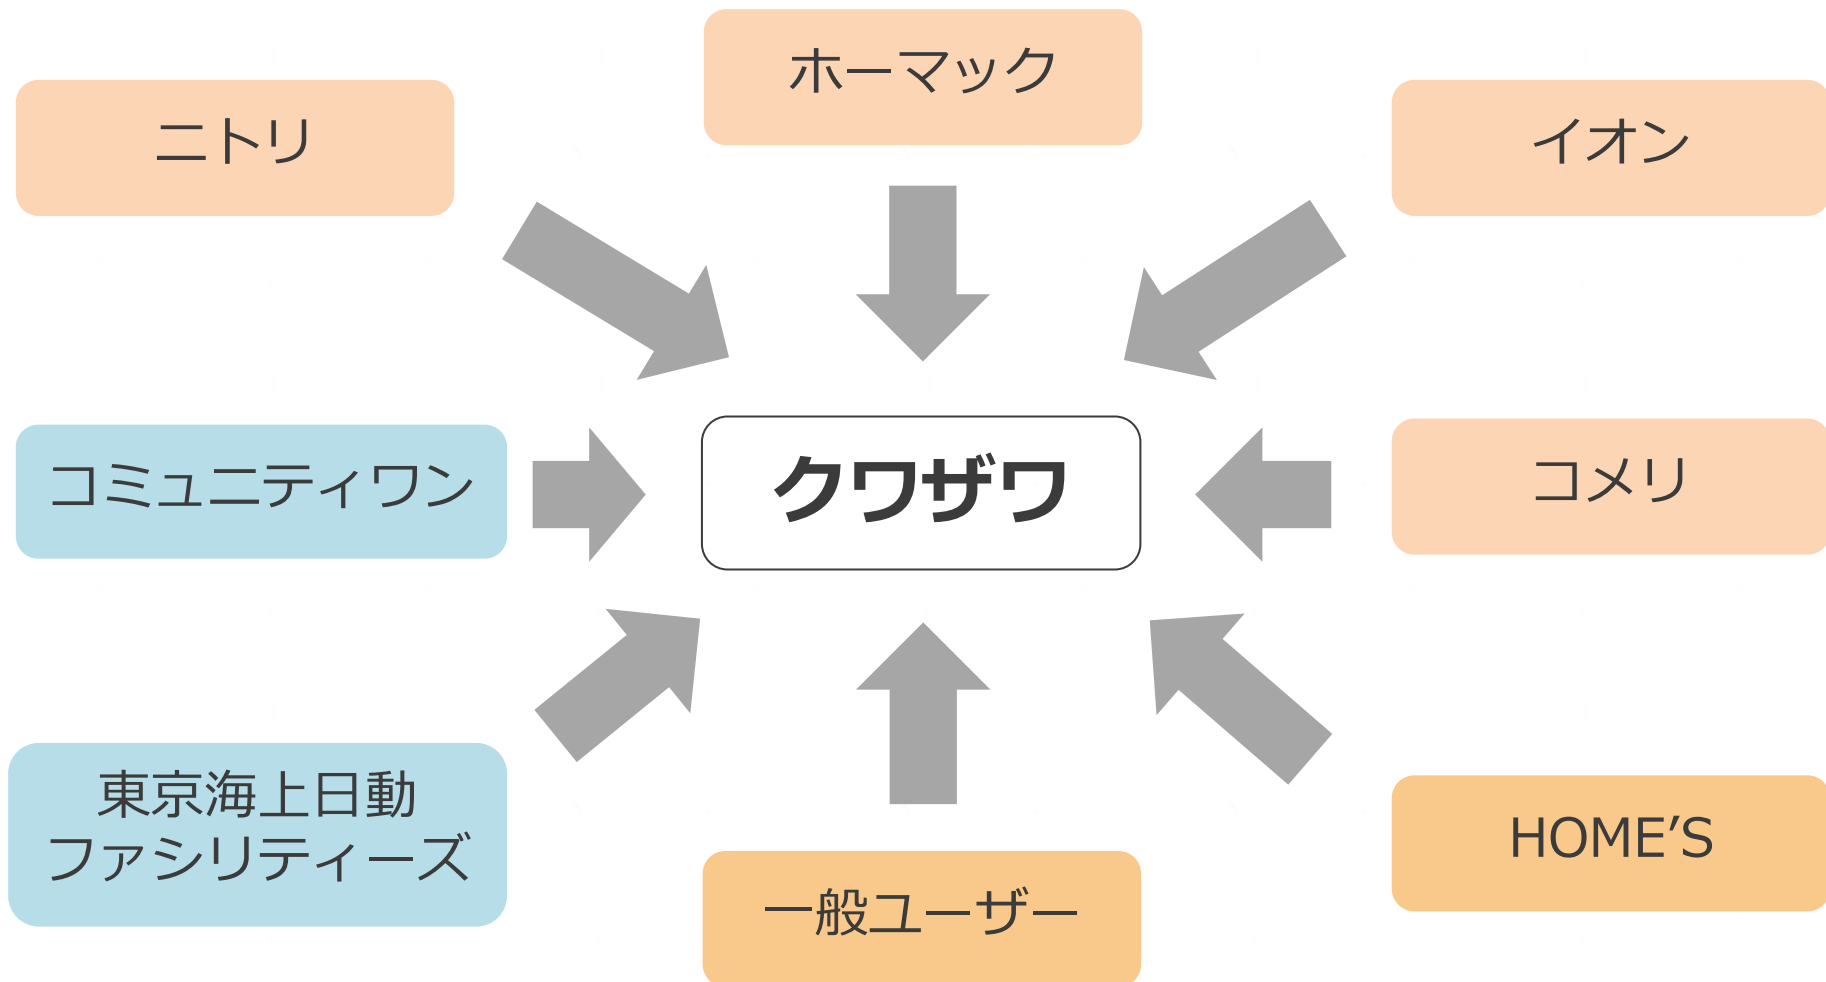 ホーマック
ニトリ
イオン
コミュニティワン
クワザワ
コメリ
東京海上日動
ファシリティーズ
HOME’S
一般ユーザー